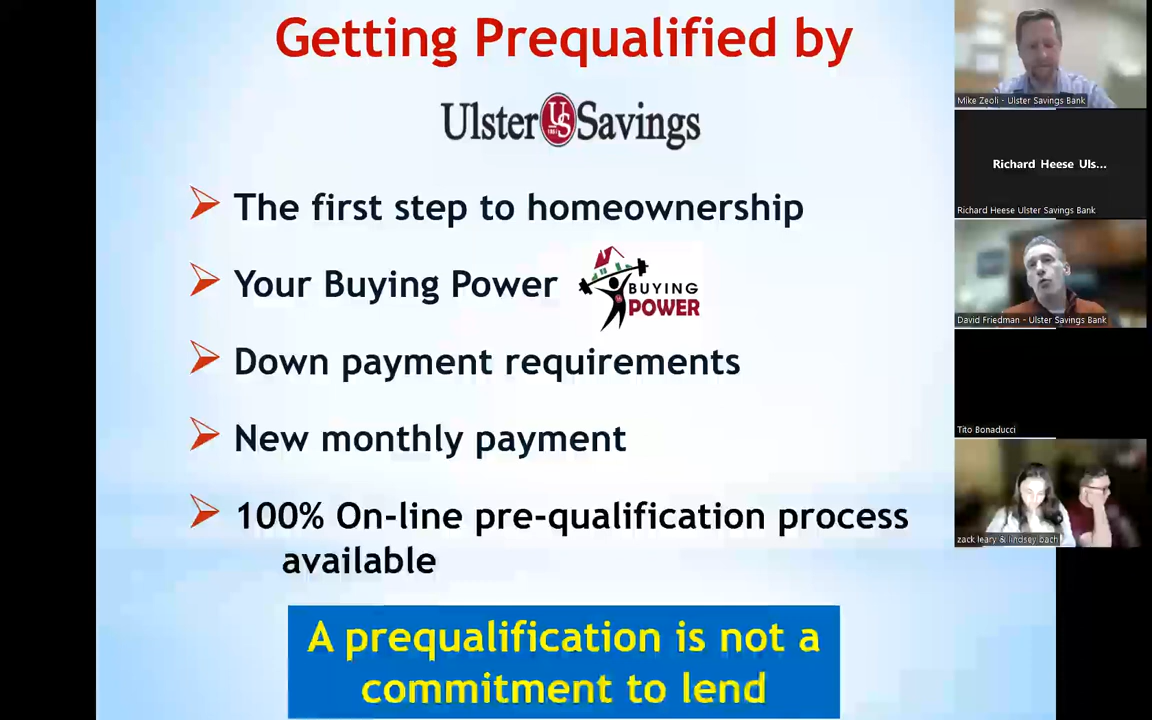 Getting Prequalified by
Ulster US Savings
The first step to homeownership
Your Buying Power
BUYING
POWER
Down payment requirements
New monthly payment
100% On-line pre-qualification process
available
A prequalification is not a
commitment to lend
Mike Zeoli - Ulster Savings Bank
Richard Heese Uls...
Richard Heese Ulster Savings Bank
David Friedman - Ulster Savings Bank
Tito Bonaducci
zack leary & lindsey bach